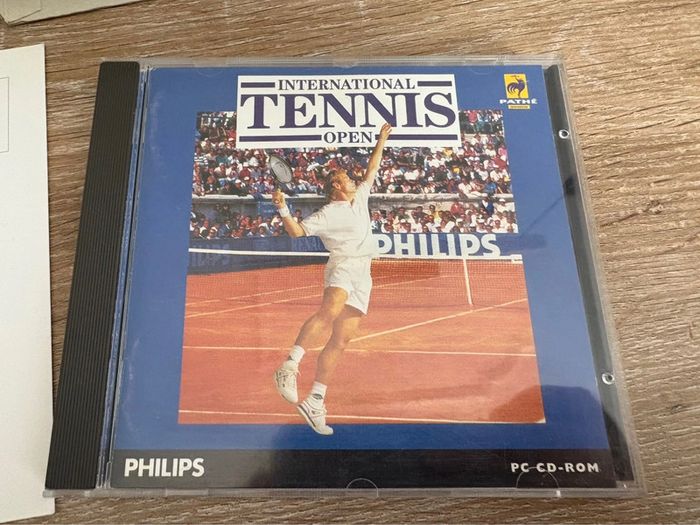 INTERNATIONAL
TENNIS
OPEN
PATHÉ
PHILIPS
PHILIPS
PC CD-ROM